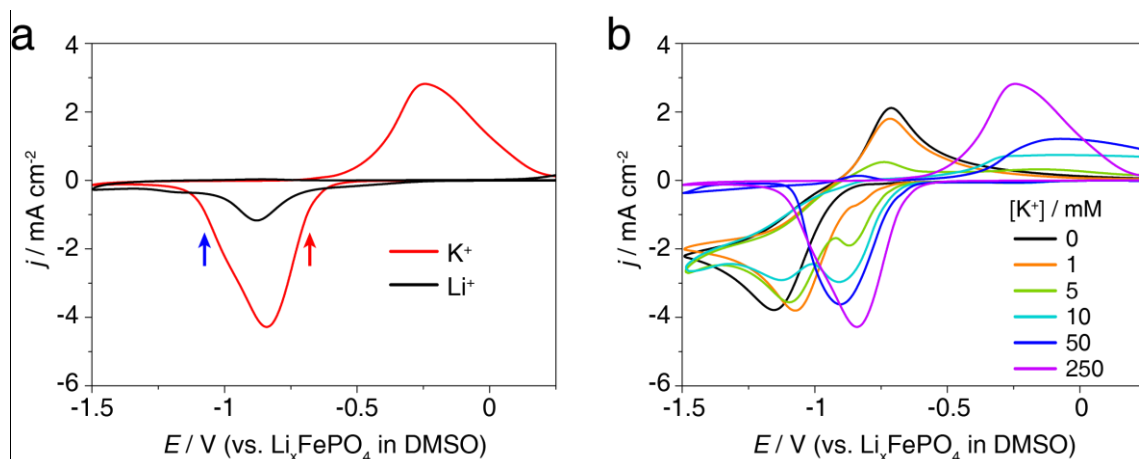 a
4
2
0
-2
-4
-6
j / mA cm⁻²
-1.5
-1
-0.5
0
E / V (vs. LiₓFePO₄ in DMSO)
K⁺
Li⁺
b
4
2
0
-2
-4
-6
j / mA cm⁻²
-1.5
-1
-0.5
0
E / V (vs. LiₓFePO₄ in DMSO)
[K⁺] / mM
0
1
5
10
50
250